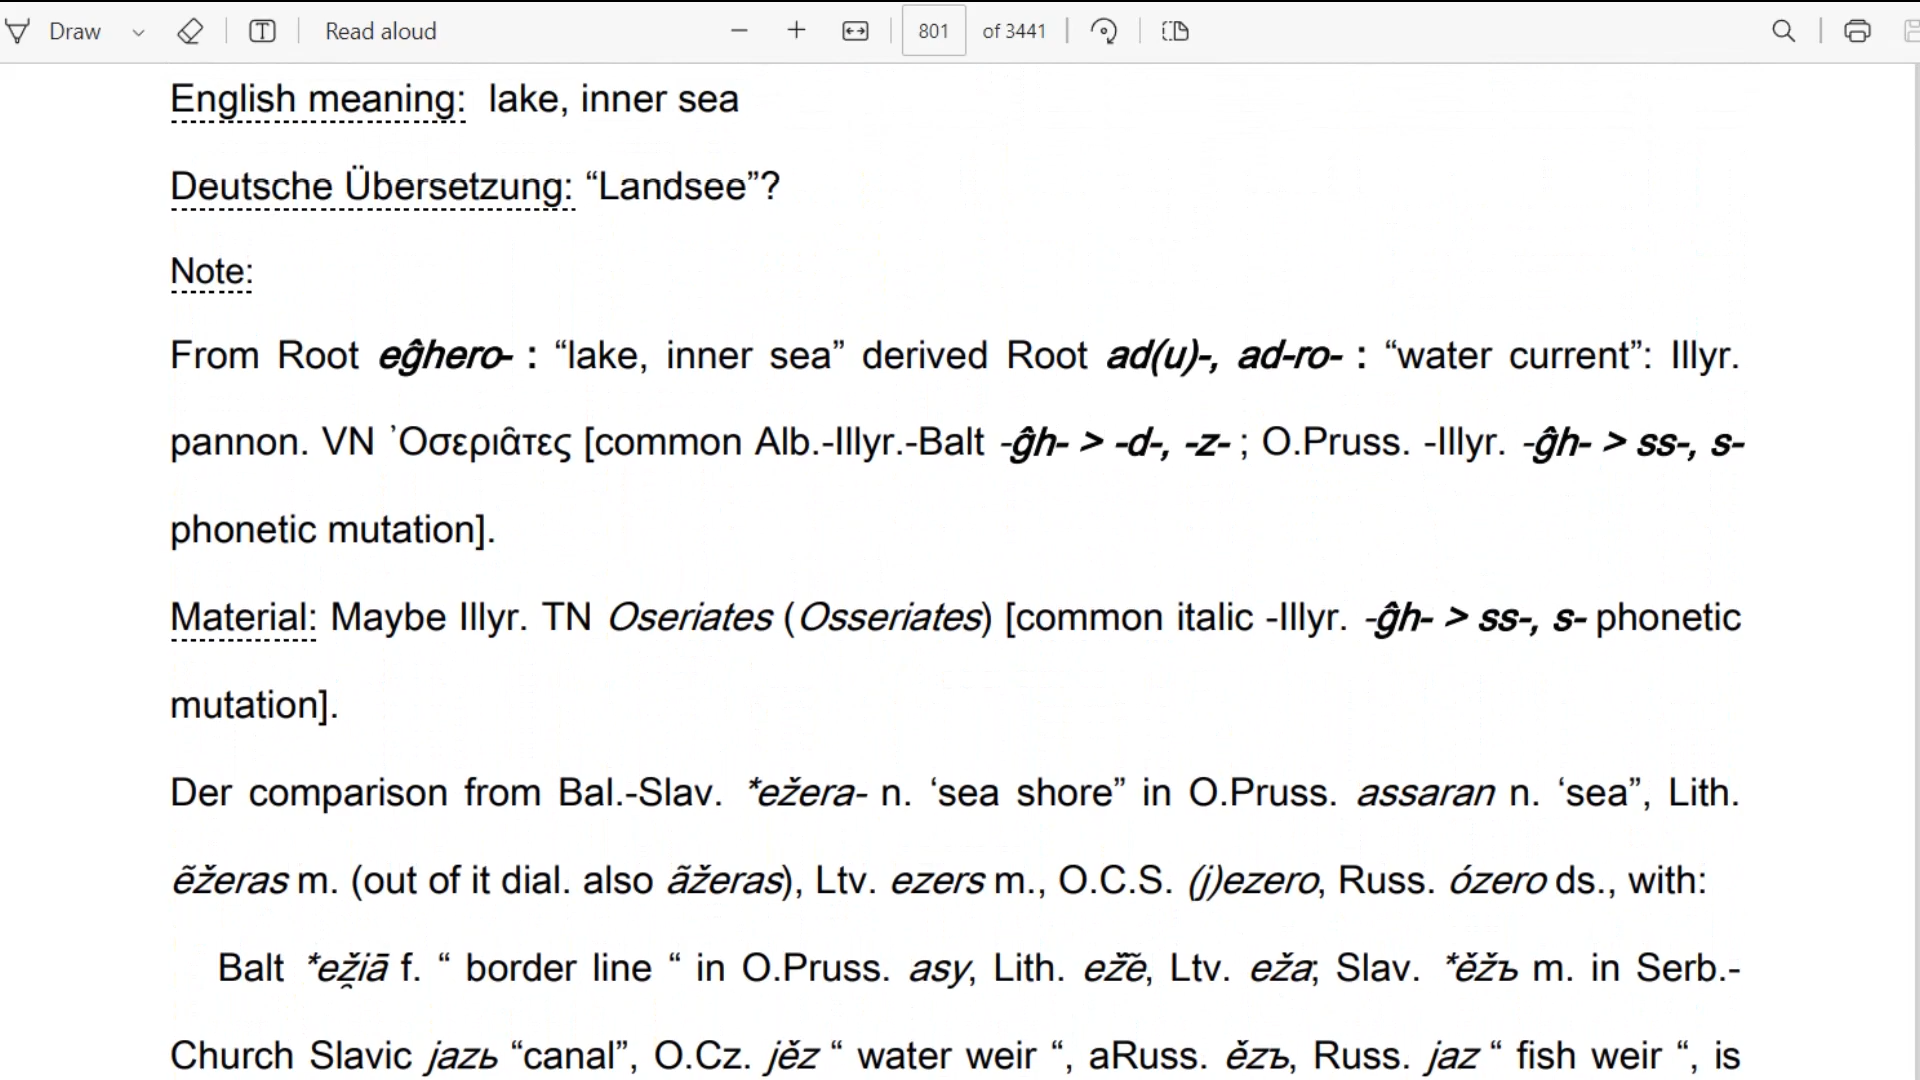 Draw Read aloud 801 of 3441
English meaning: lake, inner sea
Deutsche Übersetzung: “Landsee”?
Note:
From Root eĝhero- : “lake, inner sea” derived Root ad(u)-, ad-ro- : “water current”: Illyr.
pannon. VN ᾿Οσεριᾶτες [common Alb.-Illyr.-Balt -ĝh- > -d-, -z- ; O.Pruss. -Illyr. -ĝh- > ss-, s-
phonetic mutation].
Material: Maybe Illyr. TN Oseriates (Osseriates) [common italic -Illyr. -ĝh- > ss-, s- phonetic
mutation].
Der comparison from Bal.-Slav. *ežera- n. ‘sea shore” in O.Pruss. assaran n. ‘sea”, Lith.
ẽžeras m. (out of it dial. also ãžeras), Ltv. ezers m., O.C.S. (j)ezero, Russ. ózero ds., with:
Balt *eži̯ā f. “ border line “ in O.Pruss. asy, Lith. ežė̃, Ltv. eža; Slav. *ěžъ m. in Serb.-
Church Slavic jazь “canal”, O.Cz. jěz “ water weir “, aRuss. ězъ, Russ. jaz “ fish weir “, is